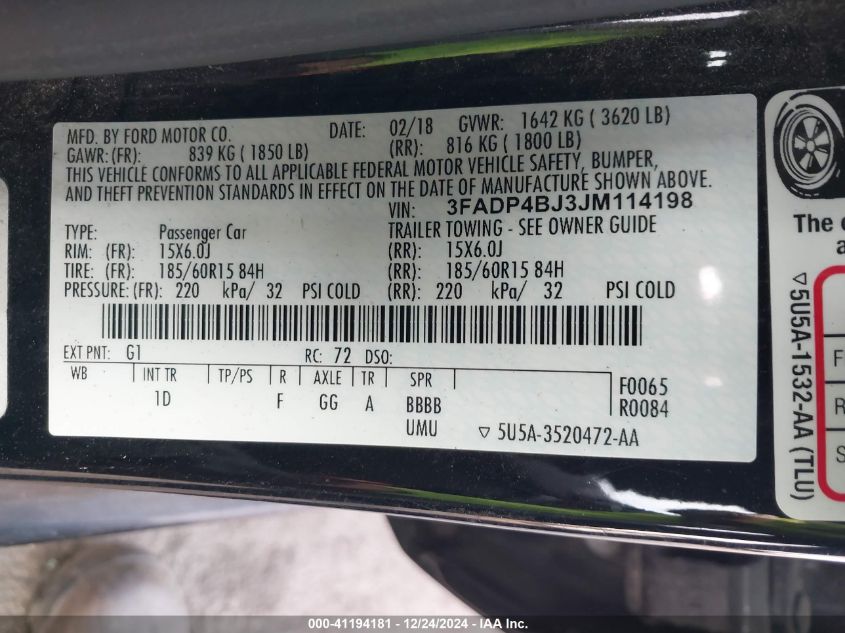 MFD. BY FORD MOTOR CO. DATE: 02/18 GVWR: 1642 KG ( 3620 LB)
GAWR:(FR): 839 KG ( 1850 LB) (RR): 816 KG ( 1800 LB)
THIS VEHICLE CONFORMS TO ALL APPLICABLE FEDERAL MOTOR VEHICLE SAFETY, BUMPER,
AND THEFT PREVENTION STANDARDS IN EFFECT ON THE DATE OF MANUFACTURE SHOWN ABOVE.
VIN: 3FADP4BJ3JM114198
TYPE: Passenger Car TRAILER TOWING - SEE OWNER GUIDE
RIM: (FR): 15X6.0J (RR): 15X6.0J
TIRE: (FR): 185/60R15 84H (RR): 185/60R15 84H
PRESSURE: (FR): 220 kPa/ 32 PSI COLD (RR): 220 kPa/ 32 PSI COLD
EXT PNT: G1 RC: 72 DSO:
WB INT TR TP/PS R AXLE TR SPR F0065
1D F GG A BBBB R0084
UMU ▽ 5U5A-3520472-AA
The
▽5U5A-1532-AA (TLU)
F
R
S
000-41194181 - 12/24/2024 - IAA Inc.